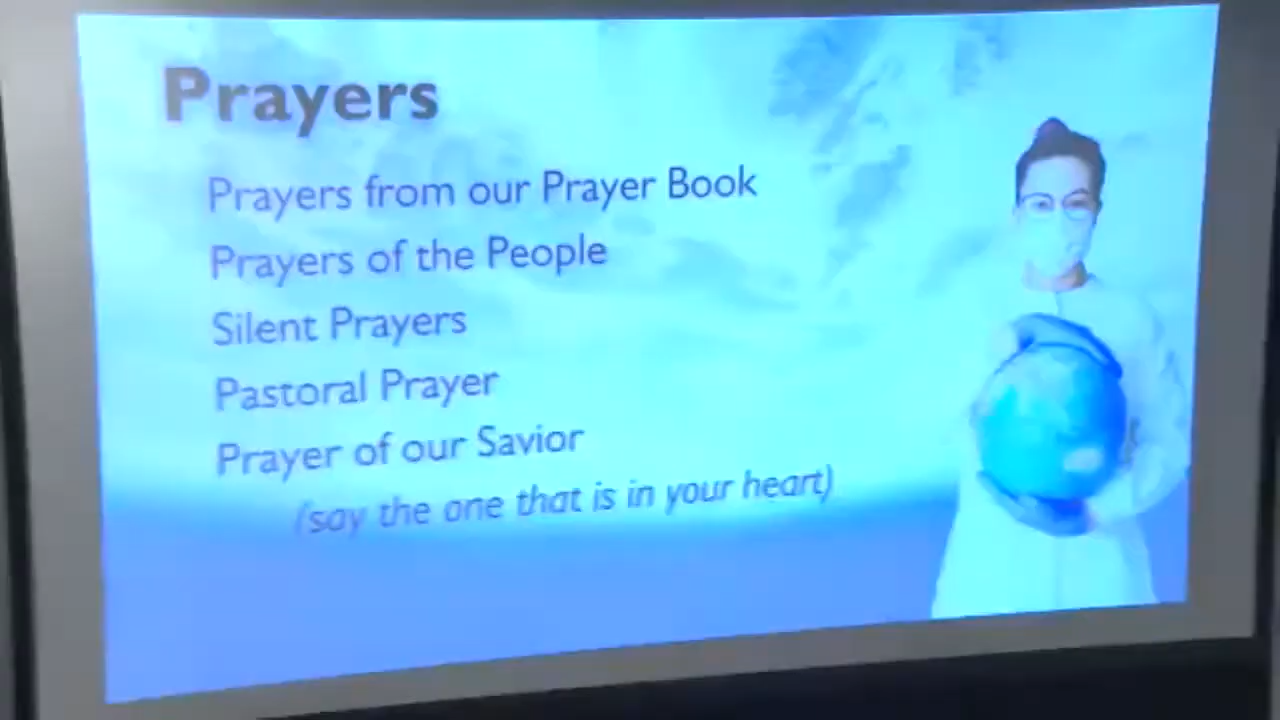 Prayers
Prayers from our Prayer Book
Prayers of the People
Silent Prayers
Pastoral Prayer
Prayer of our Savior
(say the one that is in your heart)